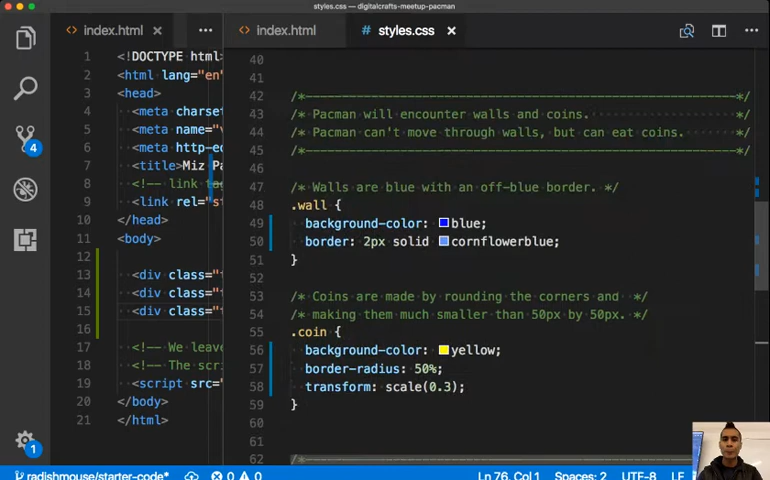 styles.css — digitalcrafts-meetup-pacman
index.html
index.html
# styles.css
1 <!DOCTYPE html>
2 <html lang="en"
3 <head>
4 <meta charset
5 <meta name="v
6 <meta http-eq
7 <title>Miz P
8 <!-- link
9 <link rel="s
10 </head>
11 <body>
12
13 <div class="
14 <div class="
15 <div class="
16
17 <!-- We leave
18 <!-- The scri
19 <script src="
20 </body>
21 </html>
40
41
42 /*--------------------------------------------------*/
43 /* Pacman will encounter walls and coins. */
44 /* Pacman can't move through walls, but can eat coins. */
45 /*--------------------------------------------------*/
46
47 /* Walls are blue with an off-blue border. */
48 .wall {
49 background-color: blue;
50 border: 2px solid cornflowerblue;
51 }
52
53 /* Coins are made by rounding the corners and */
54 /* making them much smaller than 50px by 50px. */
55 .coin {
56 background-color: yellow;
57 border-radius: 50%;
58 transform: scale(0.3);
59 }
60
61
62 /*--------------------------------------------------
4
1
radishmouse/starter-code* 0 0 Ln 76, Col 1 Spaces: 2 UTF-8 LF